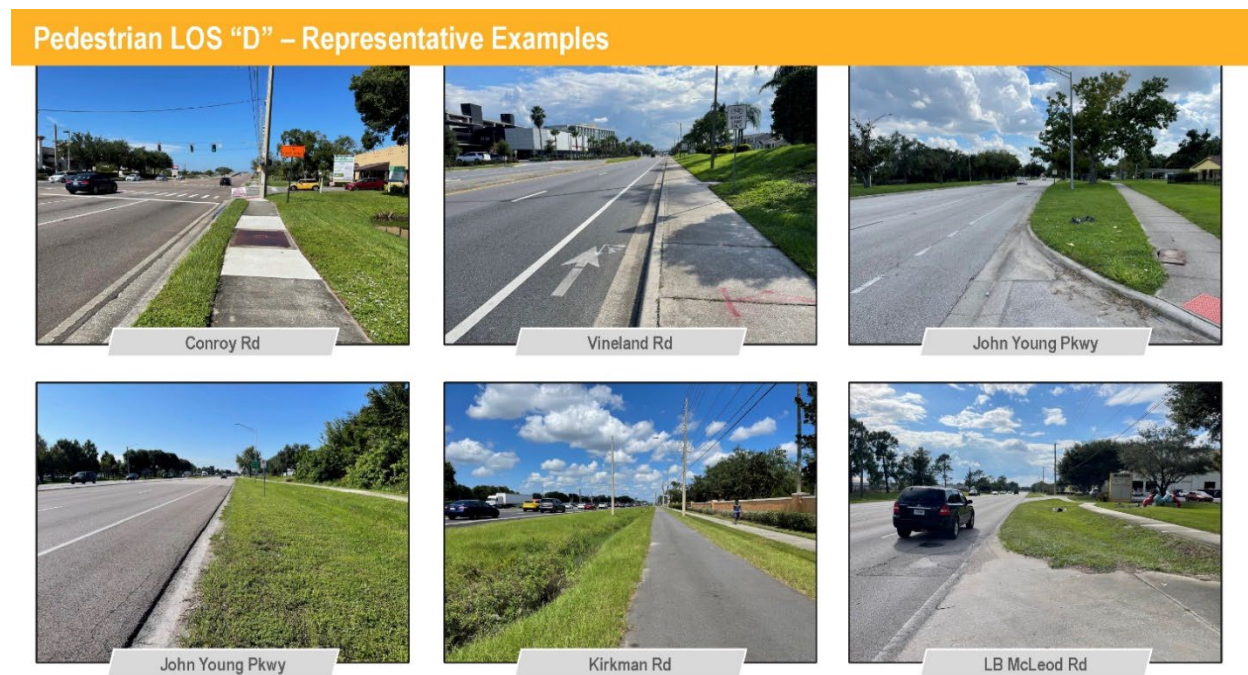 Pedestrian LOS “D” – Representative Examples
Conroy Rd
Vineland Rd
John Young Pkwy
John Young Pkwy
Kirkman Rd
LB McLeod Rd